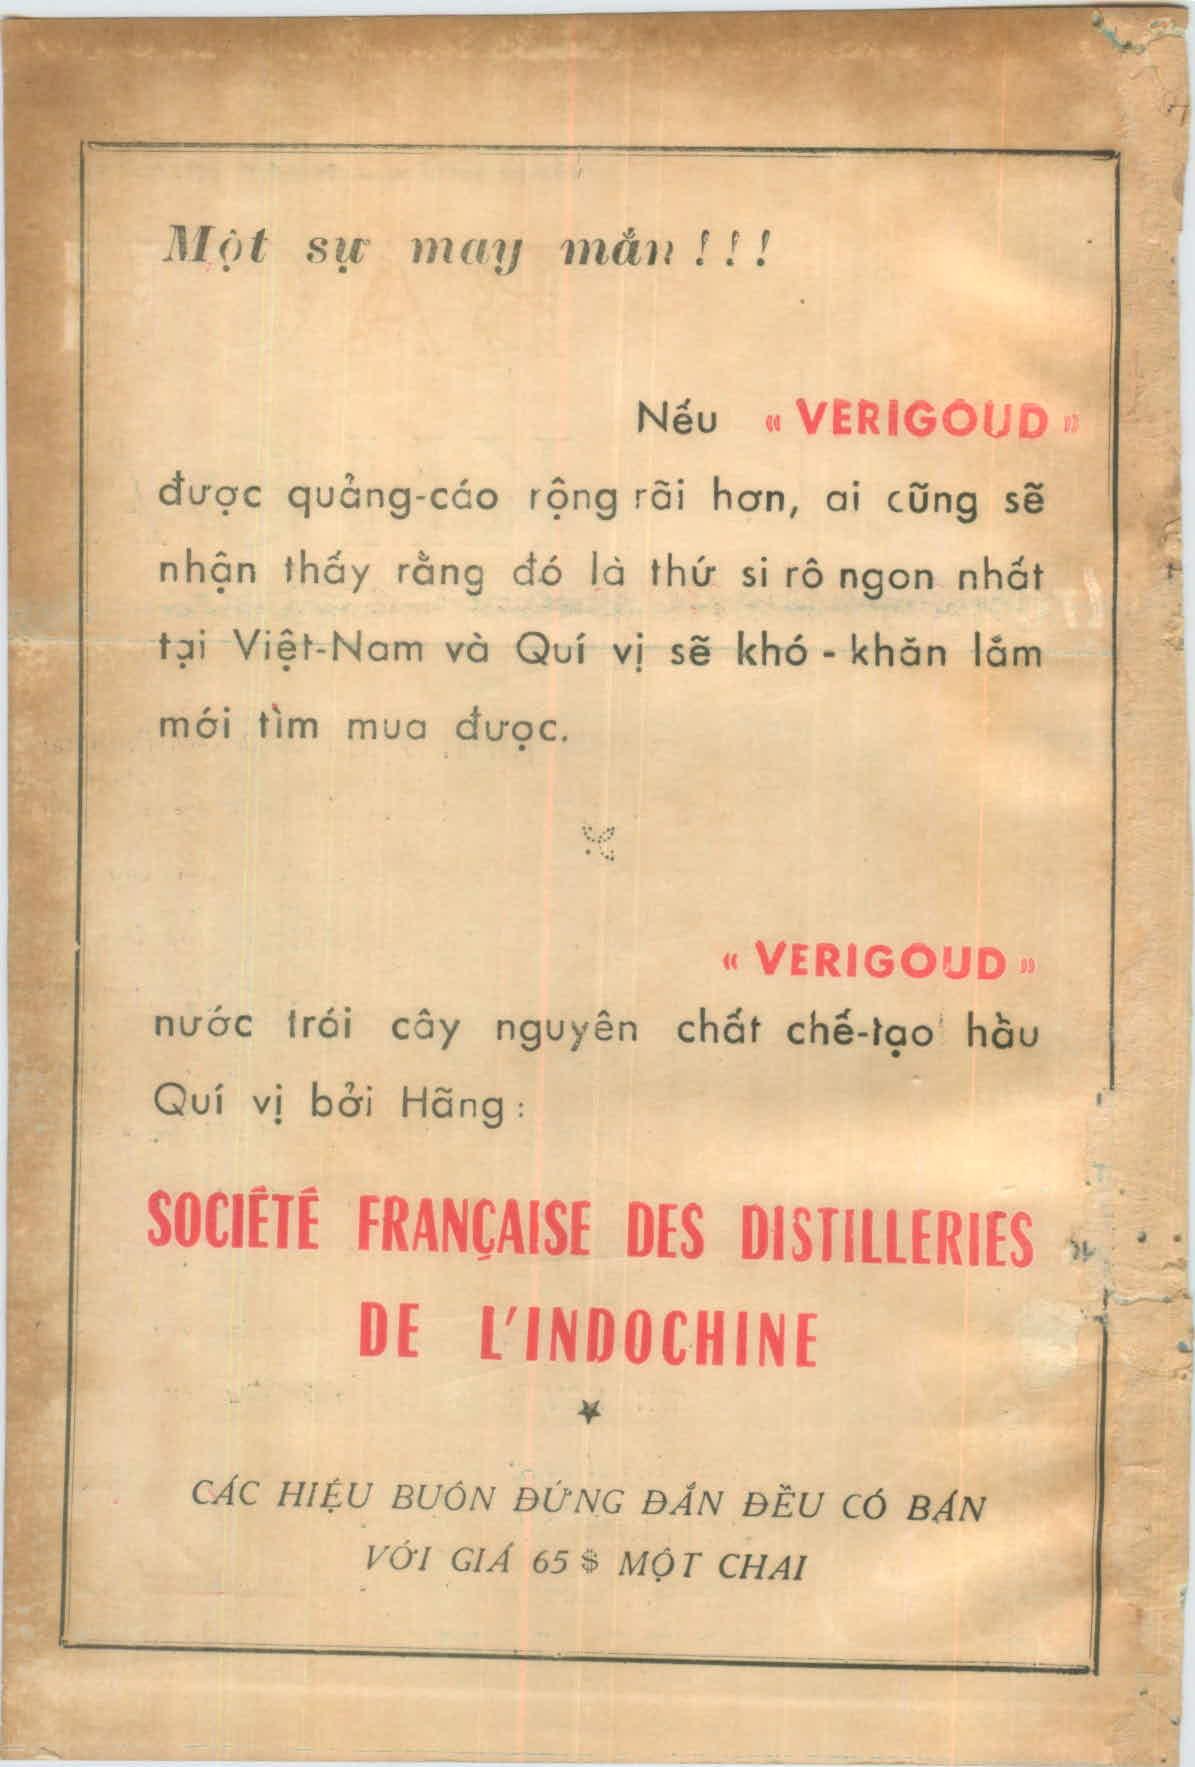 Một sự may mắn ! ! !
Nếu « VERIGOUD »
được quảng-cáo rộng rãi hơn, ai cũng sẽ
nhận thấy rằng đó là thứ si rô ngon nhất
tại Việt-Nam và Quí vị sẽ khó - khăn lắm
mới tìm mua được.
« VERIGOUD »
nước trái cây nguyên chất chế-tạo hầu
Quí vị bởi Hãng :
SOCIÉTÉ FRANÇAISE DES DISTILLERIES
DE L'INDOCHINE
CÁC HIỆU BUÔN ĐỨNG ĐẮN ĐỀU CÓ BÁN
VỚI GIÁ 65 $ MỘT CHAI